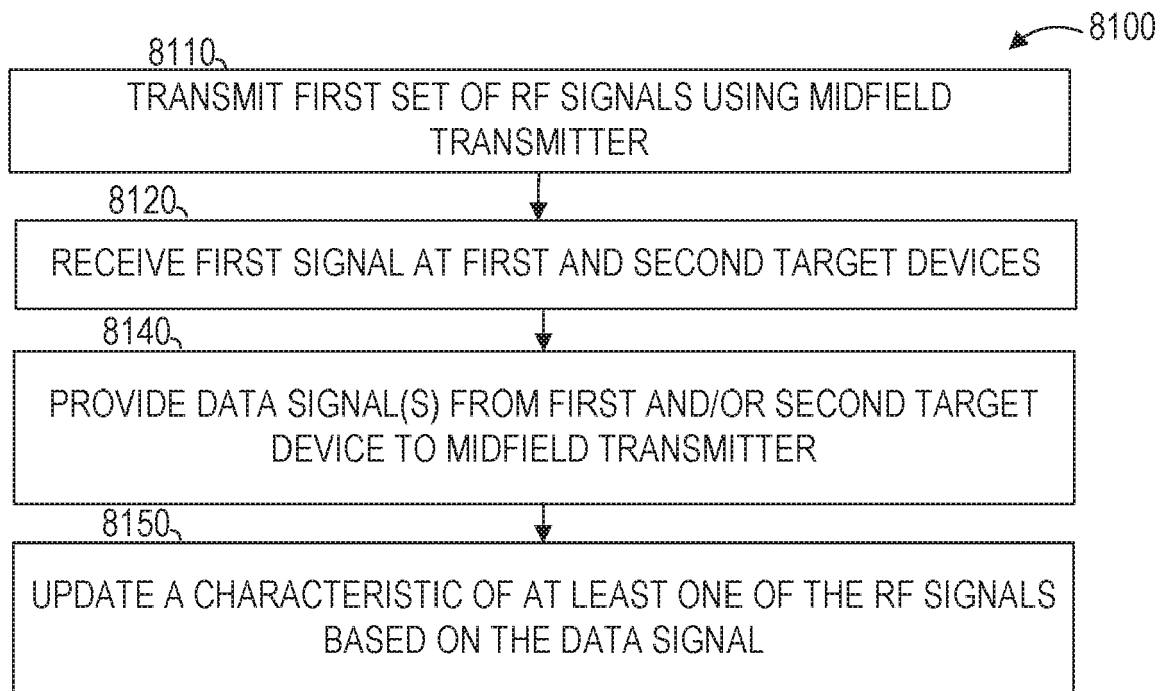 8100
8110
TRANSMIT FIRST SET OF RF SIGNALS USING MIDFIELD
TRANSMITTER
8120
RECEIVE FIRST SIGNAL AT FIRST AND SECOND TARGET DEVICES
8140
PROVIDE DATA SIGNAL(S) FROM FIRST AND/OR SECOND TARGET
DEVICE TO MIDFIELD TRANSMITTER
8150
UPDATE A CHARACTERISTIC OF AT LEAST ONE OF THE RF SIGNALS
BASED ON THE DATA SIGNAL